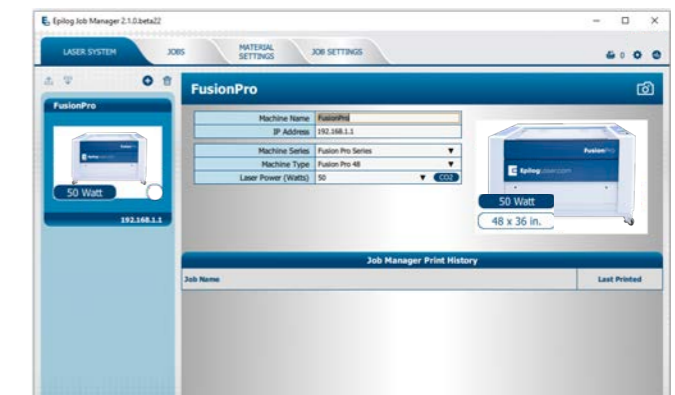 Epilog Job Manager 2.1.0.beta22
LASER SYSTEM
JOBS
MATERIAL
SETTINGS
JOB SETTINGS
0
FusionPro
FusionPro
Machine Name FusionPro
IP Address 192.168.1.1
Machine Series Fusion Pro Series
Machine Type Fusion Pro 48
Laser Power (Watts) 50 CO2
50 Watt
192.168.1.1
FusionPro
Epilog
50 Watt
48 x 36 in.
Job Manager Print History
Job Name Last Printed